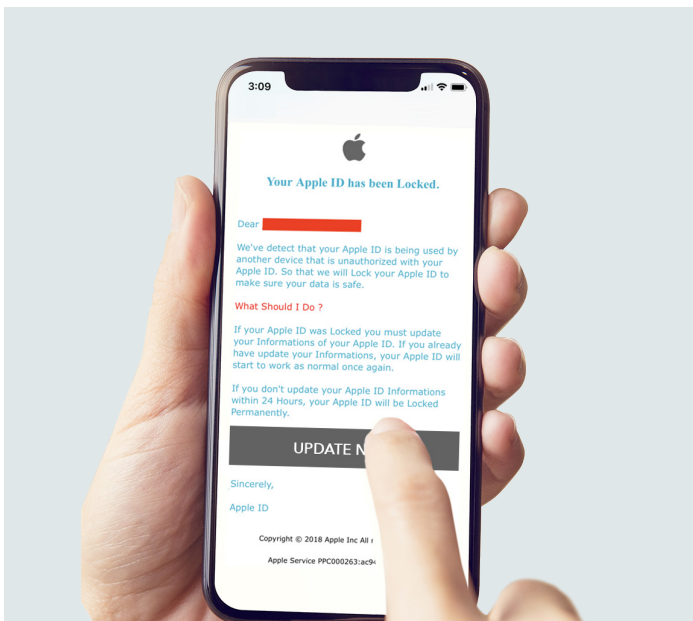 3:09
Your Apple ID has been Locked.
Dear
We've detect that your Apple ID is being used by
another device that is unauthorized with your
Apple ID. So that we will Lock your Apple ID to
make sure your data is safe.
What Should I Do ?
If your Apple ID was Locked you must update
your Informations of your Apple ID. If you already
have update your Informations, your Apple ID will
start to work as normal once again.
If you don't update your Apple ID Informations
within 24 Hours, your Apple ID will be Locked
Permanently.
UPDATE
Sincerely,
Apple ID
Copyright © 2018 Apple Inc All
Apple Service